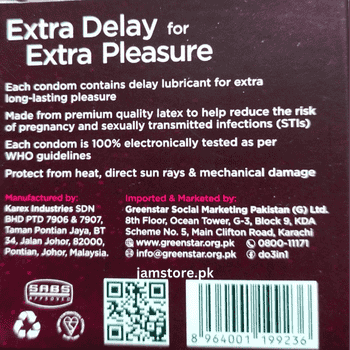 Extra Delay for
Extra Pleasure
Each condom contains delay lubricant for extra
long-lasting pleasure
Made from premium quality latex to help reduce the risk
of pregnancy and sexually transmitted infections (STIs)
Each condom is 100% electronically tested as per
WHO guidelines
Protect from heat, direct sun rays & mechanical damage
Manufactured by:
Karex Industries SDN
BHD PTD 7906 & 7907,
Taman Pontian Jaya, BT
34, Jalan Johor, 82000,
Pontian, Johor, Malaysia.
Imported & Marketed by:
Greenstar Social Marketing Pakistan (G) Ltd.
8th Floor, Ocean Tower, G-3, Block 9, KDA
Scheme No. 5, Main Clifton Road, Karachi
www.greenstar.org.pk 0800-11171
info@greenstar.org.pk do3in1
jamstore.pk
SABS
APPROVED
8 964001 199236